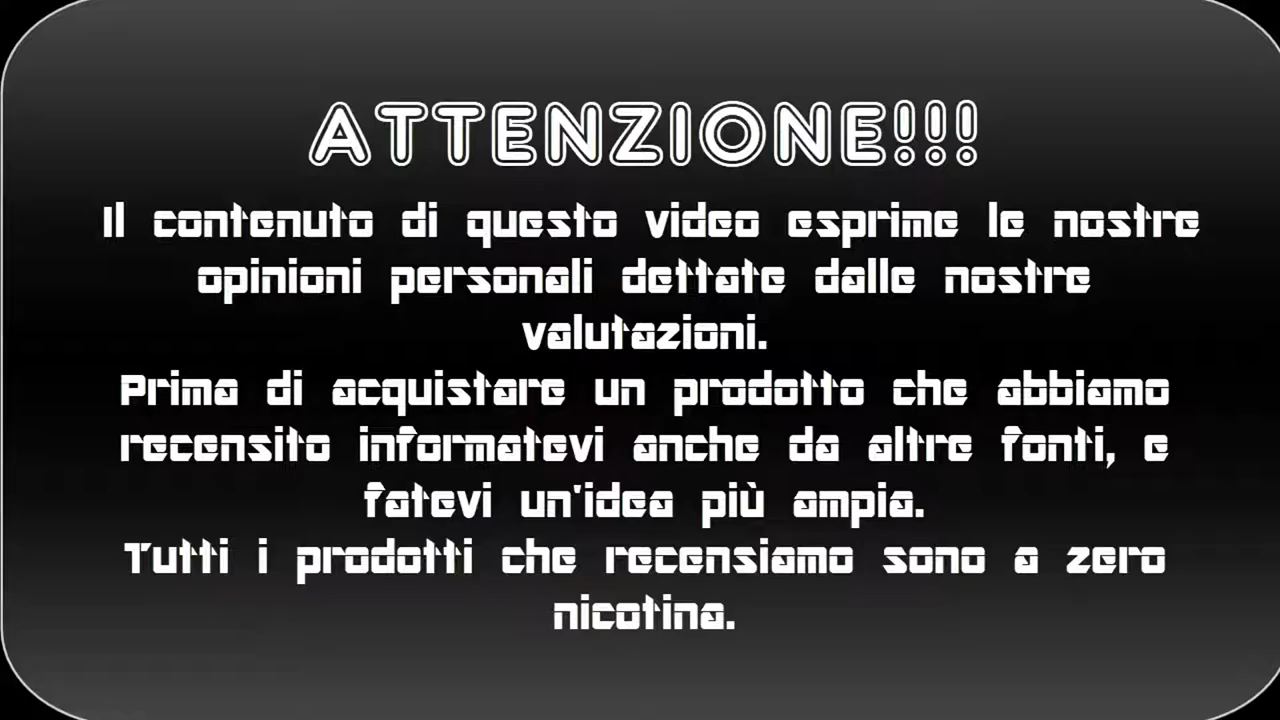 ATTENZIONE!!!
Il contenuto di questo video esprime le nostre
opinioni personali dettate dalle nostre
valutazioni.
Prima di acquistare un prodotto che abbiamo
recensito informatevi anche da altre fonti, e
fatevi un'idea più ampia.
Tutti i prodotti che recensiamo sono a zero
nicotina.